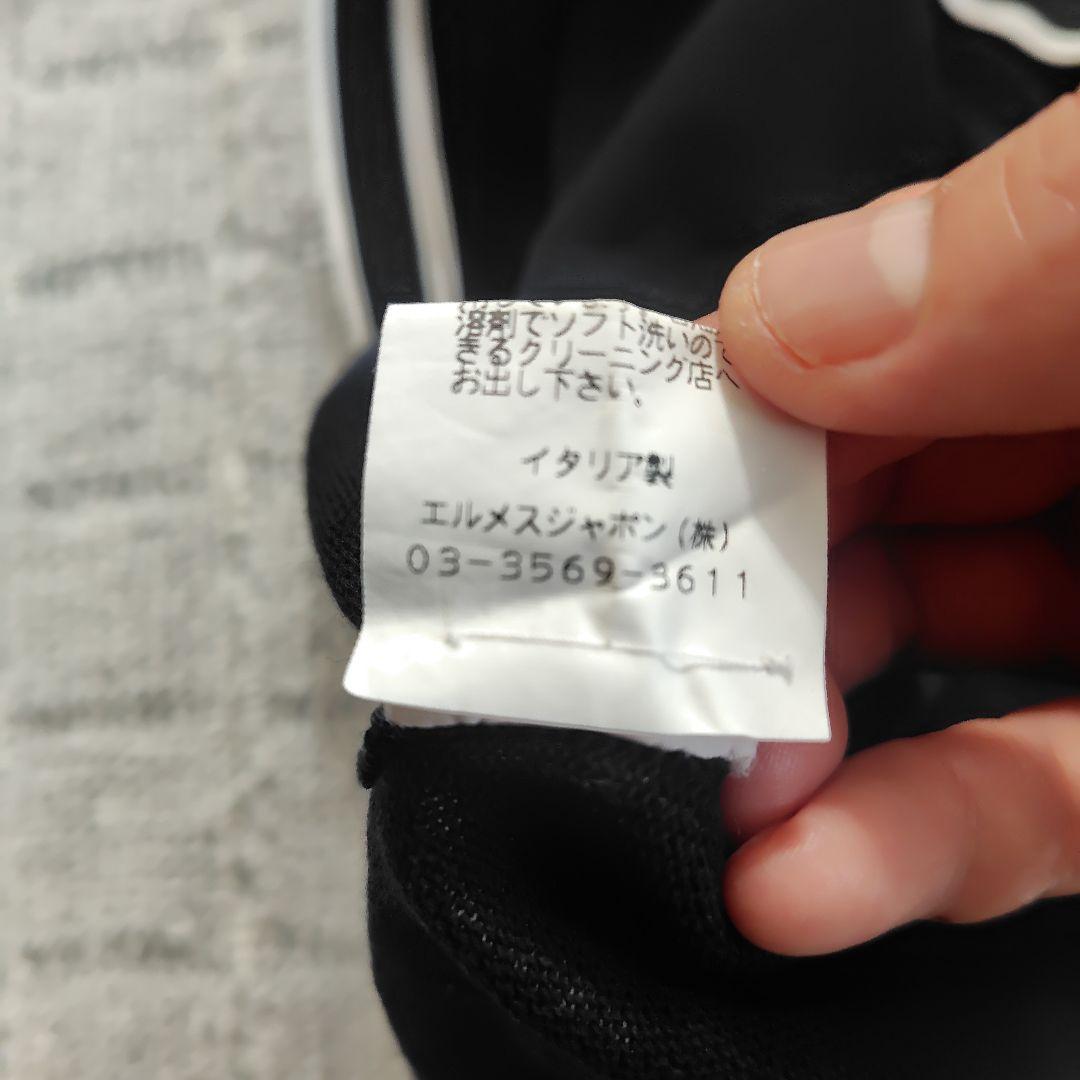 溶剤でソフト洗いので
きるクリーニング店へ
お出し下さい。
イタリア製
エルメスジャポン(株)
03-3569-3611